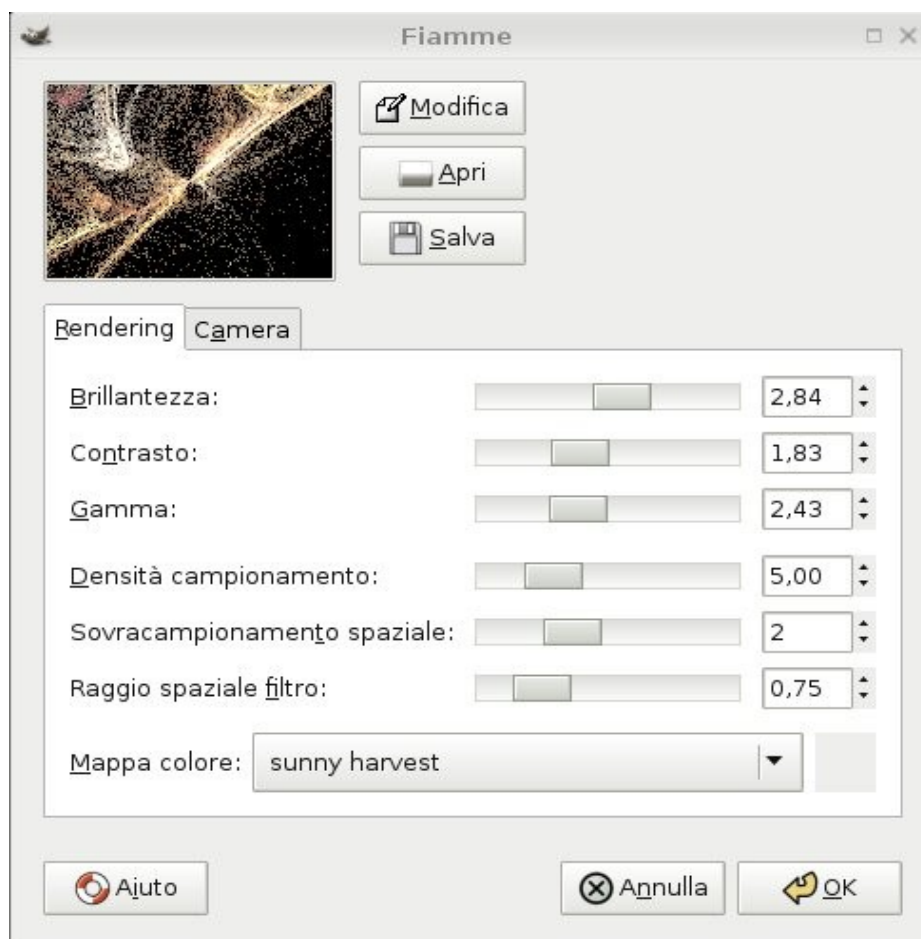 Fiamme
Modifica
Apri
Salva
Rendering
Camera
Brillantezza: 2,84
Contrasto: 1,83
Gamma: 2,43
Densità campionamento: 5,00
Sovracampionamento spaziale: 2
Raggio spaziale filtro: 0,75
Mappa colore: sunny harvest
Aiuto
Annulla
OK